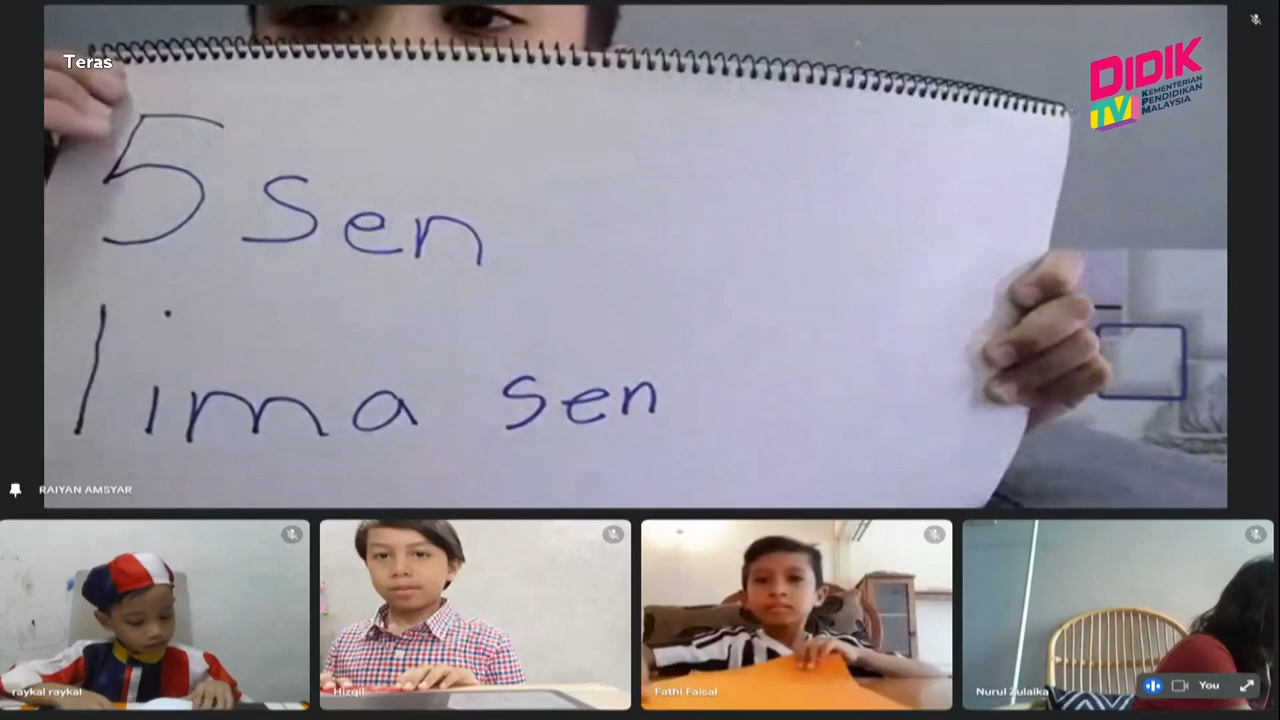 Teras
DIDIK
TV
KEMENTERIAN
PENDIDIKAN
MALAYSIA
5 sen
lima sen
RAIYAN AMSYAR
raykal raykal
Hizqil
Fathi Faisal
Nurul Zulaika
You